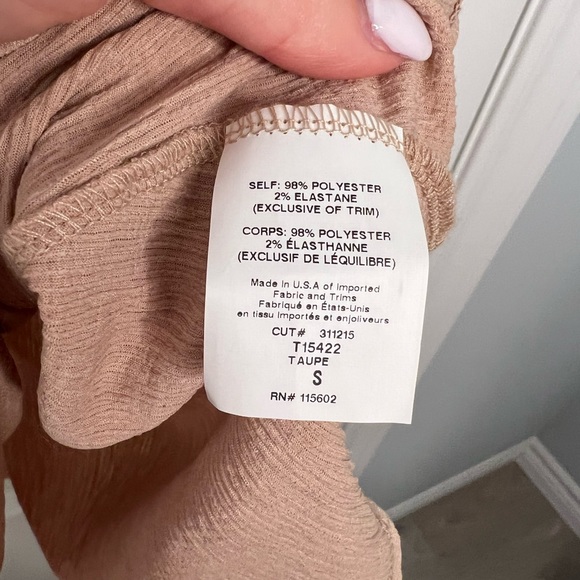 SELF: 98% POLYESTER
2% ELASTANE
(EXCLUSIVE OF TRIM)
CORPS: 98% POLYESTER
2% ÉLASTHANNE
(EXCLUSIF DE LÉQUILIBRE)
Made in U.S.A of Imported
Fabric and Trims
Fabriqué en États-Unis
en tissu importés et enjoliveurs
CUT# 311215
T15422
TAUPE
S
RN# 115602